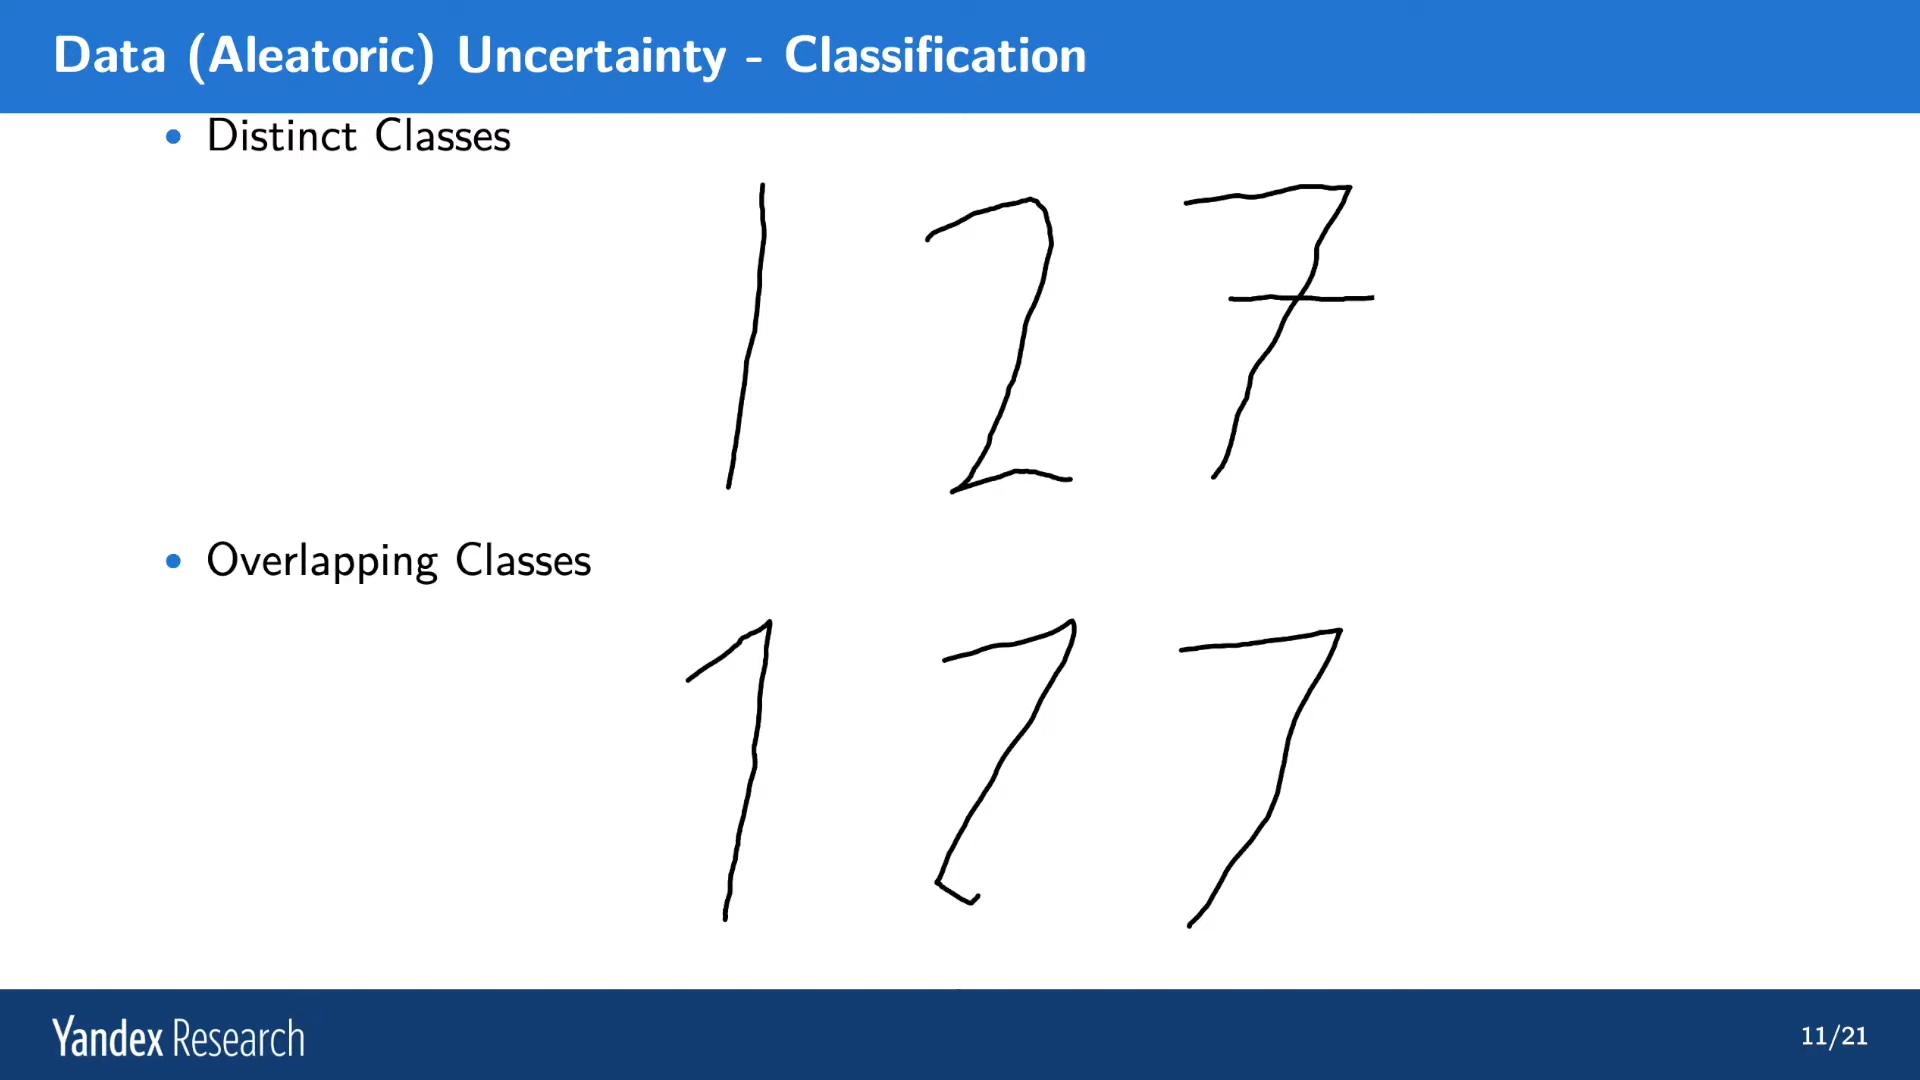 Data (Aleatoric) Uncertainty - Classification
• Distinct Classes
1 2 7
• Overlapping Classes
1 2 7
Yandex Research
11/21